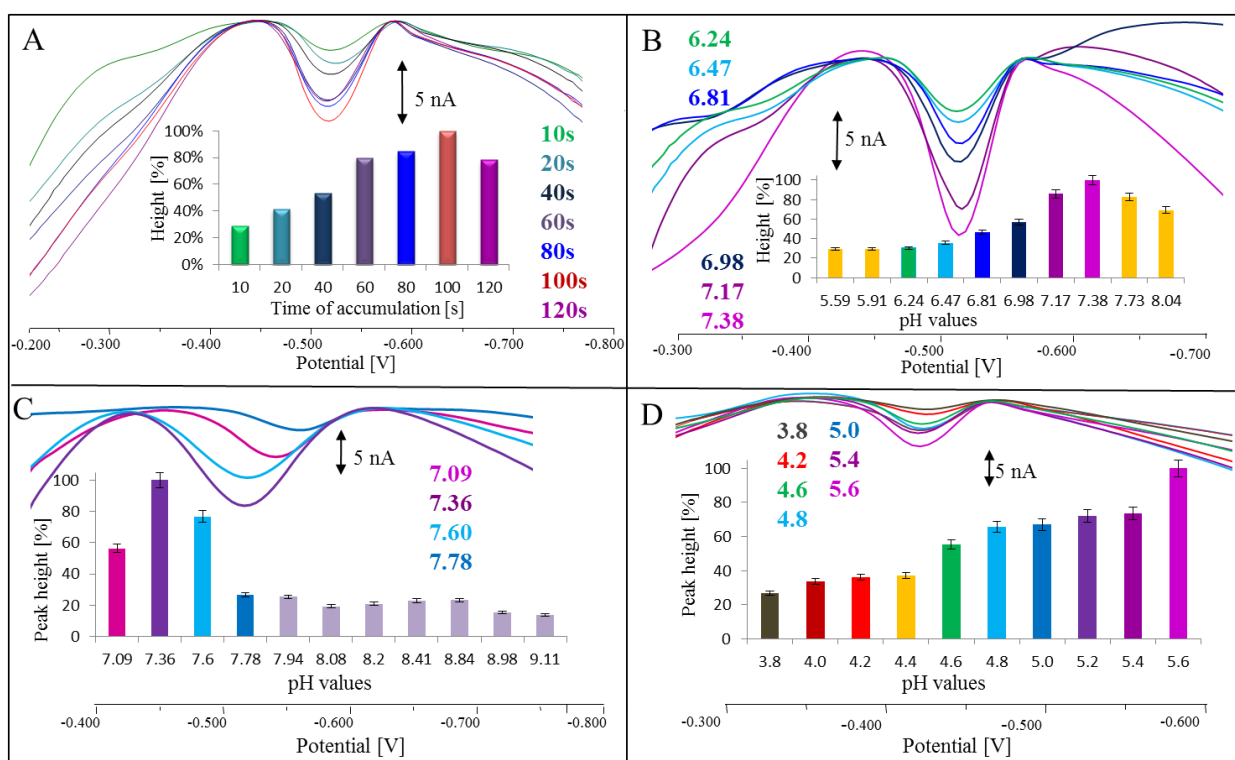 A
5 nA
Height [%]
100%
80%
60%
40%
20%
0%
10 20 40 60 80 100 120
Time of accumulation [s]
10s
20s
40s
60s
80s
100s
120s
-0.200 -0.300 -0.400 -0.500 -0.600 -0.700 -0.800
Potential [V]
B
6.24
6.47
6.81
5 nA
6.98
7.17
7.38
Height [%]
100
80
60
40
20
0
5.59 5.91 6.24 6.47 6.81 6.98 7.17 7.38 7.73 8.04
pH values
-0.300 -0.400 -0.500 -0.600 -0.700
Potential [V]
C
5 nA
7.09
7.36
7.60
7.78
Peak height [%]
100
80
60
40
20
0
7.09 7.36 7.6 7.78 7.94 8.08 8.2 8.41 8.84 8.98 9.11
pH values
-0.400 -0.500 -0.600 -0.700 -0.800
Potential [V]
D
3.8 5.0
4.2 5.4
4.6 5.6
4.8
5 nA
Peak height [%]
100
80
60
40
20
0
3.8 4.0 4.2 4.4 4.6 4.8 5.0 5.2 5.4 5.6
pH values
-0.300 -0.400 -0.500 -0.600
Potential [V]